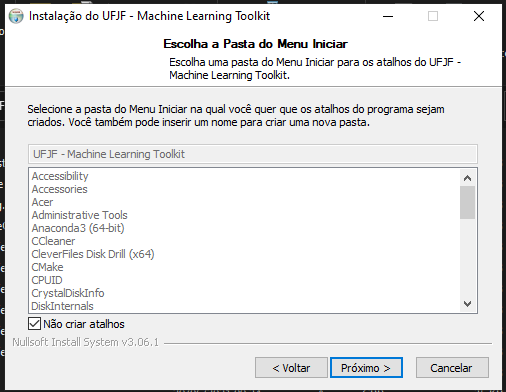 Instalação do UFJF - Machine Learning Toolkit
Escolha a Pasta do Menu Iniciar
Escolha uma pasta do Menu Iniciar para os atalhos do UFJF -
Machine Learning Toolkit.
Selecione a pasta do Menu Iniciar na qual você quer que os atalhos do programa sejam
criados. Você também pode inserir um nome para criar uma nova pasta.
UFJF - Machine Learning Toolkit
Accessibility
Accessories
Acer
Administrative Tools
Anaconda3 (64-bit)
CCleaner
CleverFiles Disk Drill (x64)
CMake
CPUID
CrystalDiskInfo
DiskInternals
Não criar atalhos
Nullsoft Install System v3.06.1
< Voltar
Próximo >
Cancelar